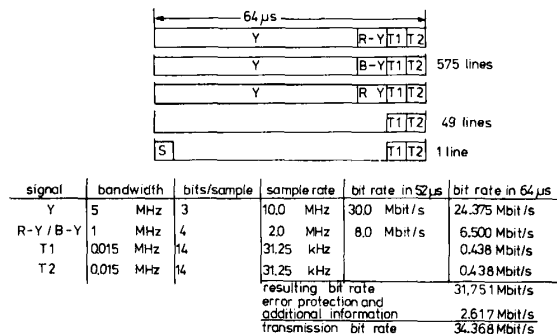 64 µs
Y R-Y T1 T2
Y B-Y T1 T2 575 lines
Y R Y T1 T2
T1 T2 49 lines
S T1 T2 1 line
signal bandwidth bits/sample sample rate bit rate in 52µs bit rate in 64µs
Y 5 MHz 3 10.0 MHz 30.0 Mbit/s 24.375 Mbit/s
R-Y / B-Y 1 MHz 4 2.0 MHz 8.0 Mbit/s 6.500 Mbit/s
T1 0.015 MHz 14 31.25 kHz 0.438 Mbit/s
T2 0,015 MHz 14 31.25 kHz 0.438 Mbit/s
resulting bit rate 31,751 Mbit/s
error protection and
additional information 2.617 Mbit/s
transmission bit rate 34.368 Mbit/s